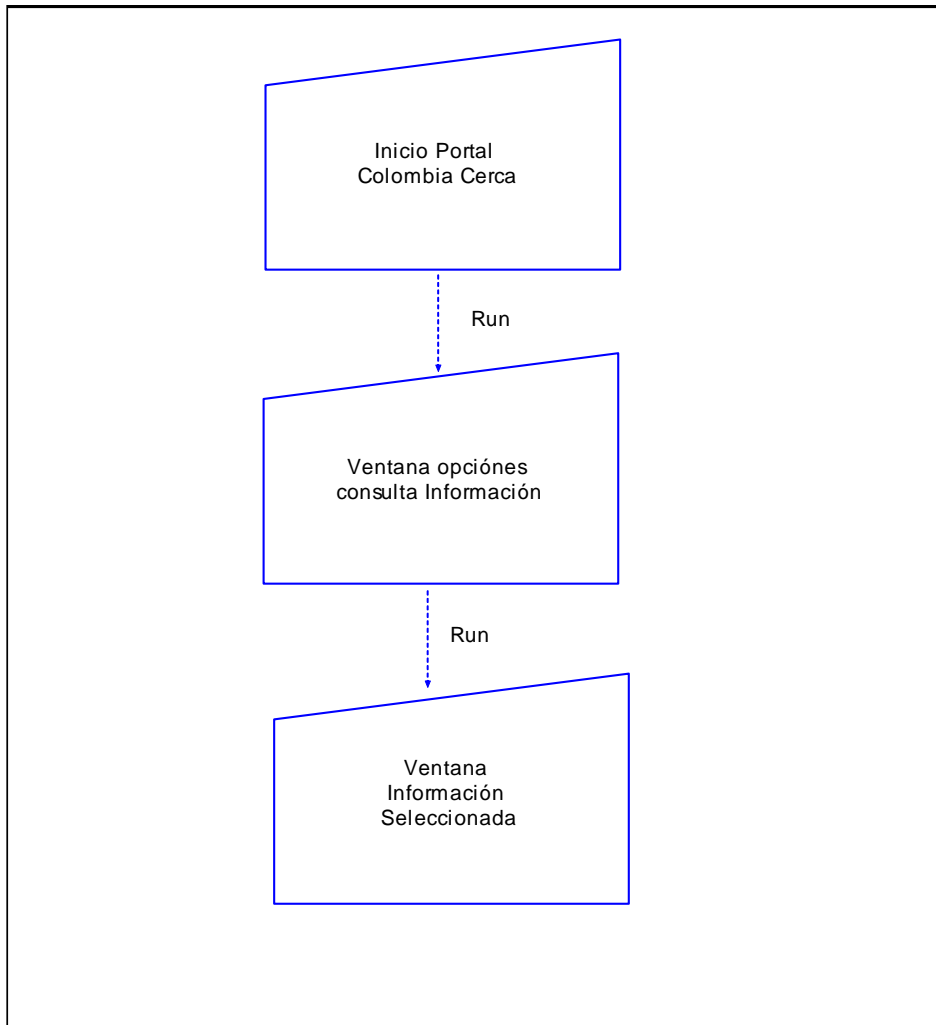 Inicio Portal
Colombia Cerca
Run
Ventana opciónes
consulta Información
Run
Ventana
Información
Seleccionada